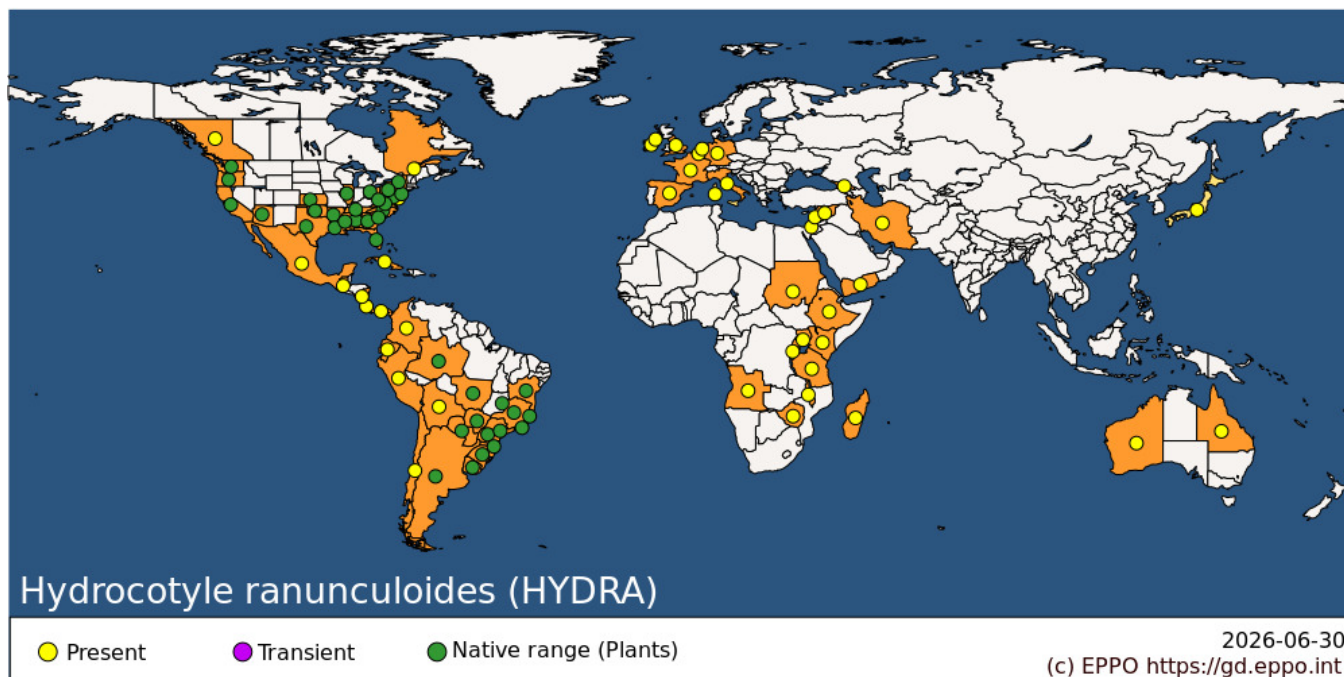 Hydrocotyle ranunculoides (HYDRA)
Present
Transient
Native range (Plants)
2026-06-30
(c) EPPO https://gd.eppo.int